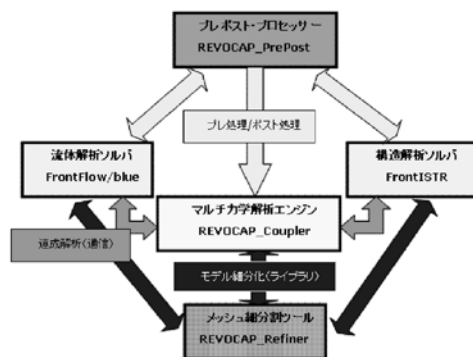 プレポスト・プロセッサー
REVOCAP_PrePost
プレ処理/ポスト処理
流体解析ソルバ
FrontFlow/blue
構造解析ソルバ
FrontISTR
マルチ力学解析エンジン
REVOCAP_Coupler
連成解析(通信)
モデル細分化(ライブラリ)
メッシュ細分割ツール
REVOCAP_Refiner